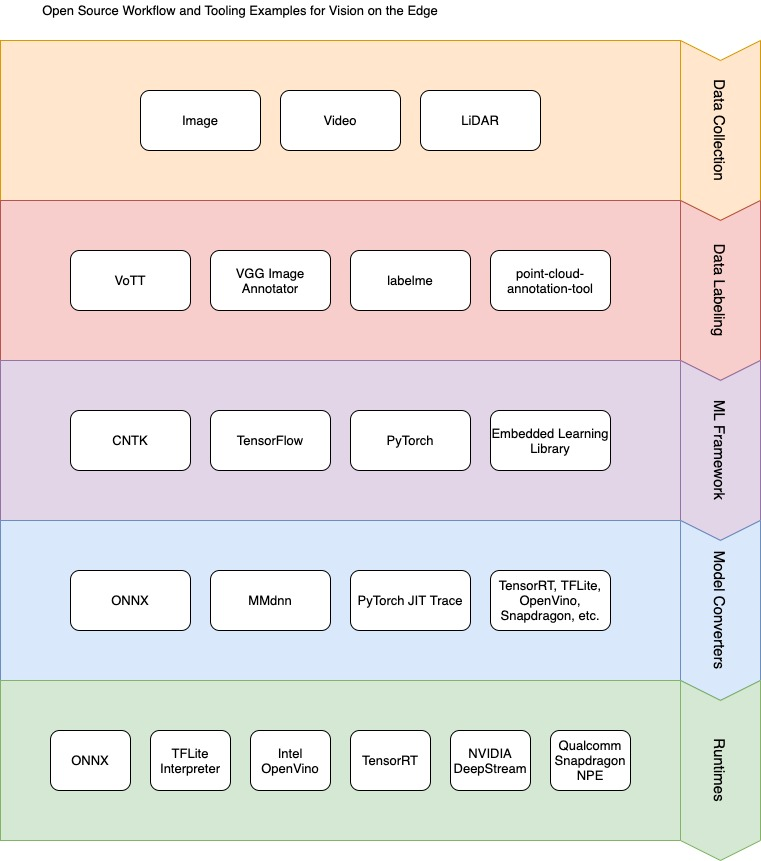 Open Source Workflow and Tooling Examples for Vision on the Edge
Image
Video
LiDAR
Data Collection
VoTT
VGG Image
Annotator
labelme
point-cloud-
annotation-tool
Data Labeling
CNTK
TensorFlow
PyTorch
Embedded Learning
Library
ML Framework
ONNX
MMdnn
PyTorch JIT Trace
TensorRT, TFLite,
OpenVino,
Snapdragon, etc.
Model Converters
ONNX
TFLite
Interpreter
Intel
OpenVino
TensorRT
NVIDIA
DeepStream
Qualcomm
Snapdragon
NPE
Runtimes